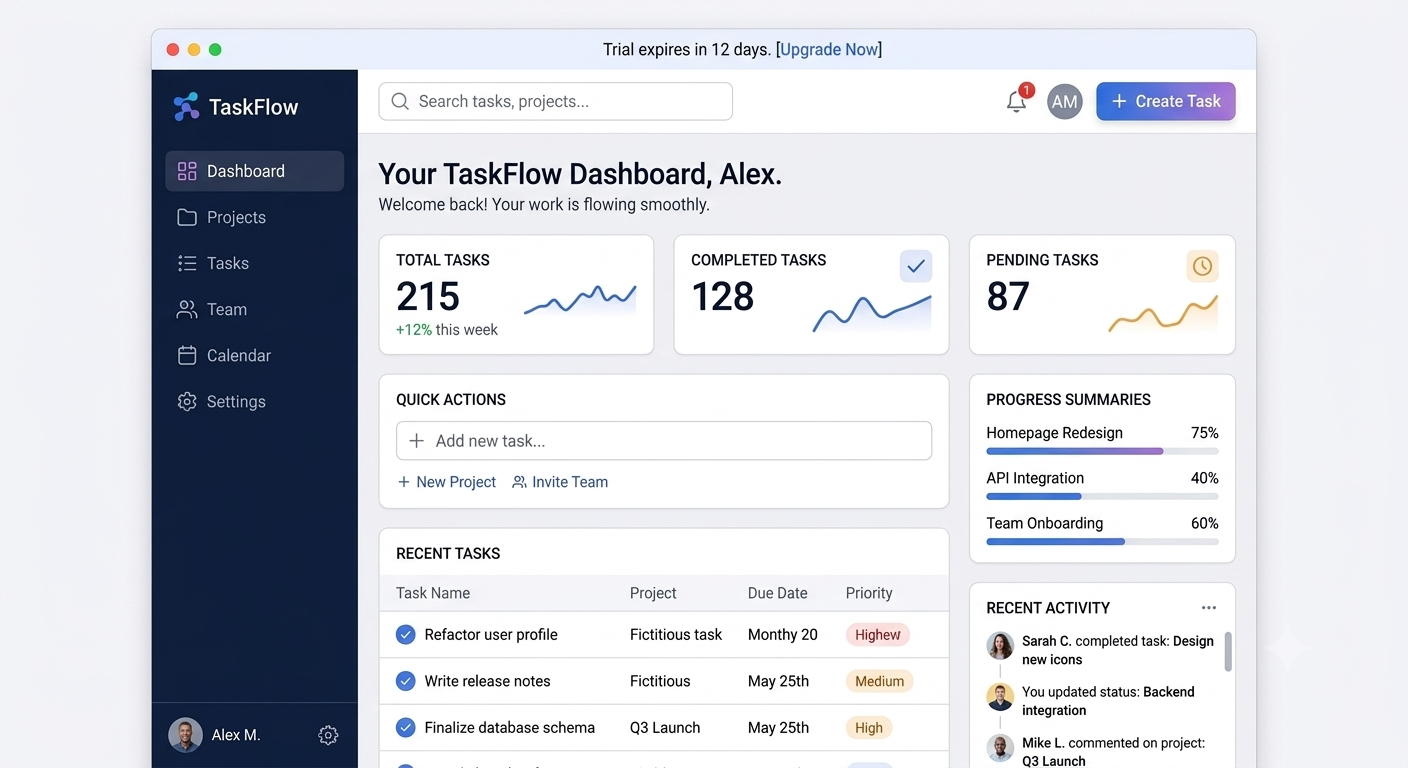 Trial expires in 12 days. [Upgrade Now]
TaskFlow
Dashboard
Projects
Tasks
Team
Calendar
Settings
Alex M.
Search tasks, projects...
1
AM
+ Create Task
Your TaskFlow Dashboard, Alex.
Welcome back! Your work is flowing smoothly.
TOTAL TASKS
215
+12% this week
COMPLETED TASKS
128
PENDING TASKS
87
QUICK ACTIONS
+ Add new task...
+ New Project Invite Team
RECENT TASKS
Task Name Project Due Date Priority
Refactor user profile Fictitious task Monthy 20 Highew
Write release notes Fictitious May 25th Medium
Finalize database schema Q3 Launch May 25th High
PROGRESS SUMMARIES
Homepage Redesign 75%
API Integration 40%
Team Onboarding 60%
RECENT ACTIVITY
Sarah C. completed task: Design
new icons
You updated status: Backend
integration
Mike L. commented on project:
Q3 Launch